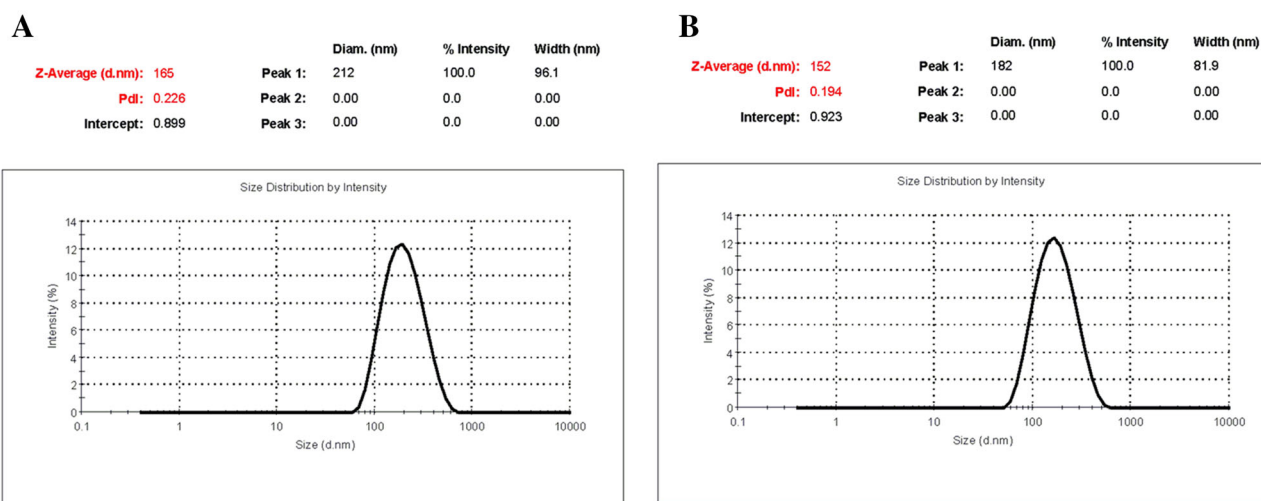 A
Diam. (nm) % Intensity Width (nm)
Z-Average (d.nm): 165 Peak 1: 212 100.0 96.1
PdI: 0.226 Peak 2: 0.00 0.0 0.00
Intercept: 0.899 Peak 3: 0.00 0.0 0.00
Size Distribution by Intensity
14
12
10
8
6
4
2
0
Intensity (%)
0.1 1 10 100 1000 10000
Size (d.nm)
B
Diam. (nm) % Intensity Width (nm)
Z-Average (d.nm): 152 Peak 1: 182 100.0 81.9
PdI: 0.194 Peak 2: 0.00 0.0 0.00
Intercept: 0.923 Peak 3: 0.00 0.0 0.00
Size Distribution by Intensity
14
12
10
8
6
4
2
0
Intensity (%)
0.1 1 10 100 1000 10000
Size (d.nm)